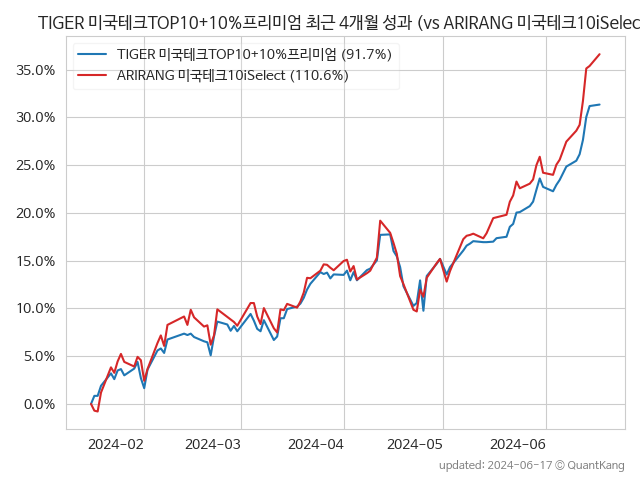 TIGER 미국테크TOP10+10%프리미엄 최근 4개월 성과 (vs ARIRANG 미국테크10iSelec
TIGER 미국테크TOP10+10%프리미엄 (91.7%)
ARIRANG 미국테크10iSelect (110.6%)
35.0%
30.0%
25.0%
20.0%
15.0%
10.0%
5.0%
0.0%
2024-02 2024-03 2024-04 2024-05 2024-06
updated: 2024-06-17 © QuantKang